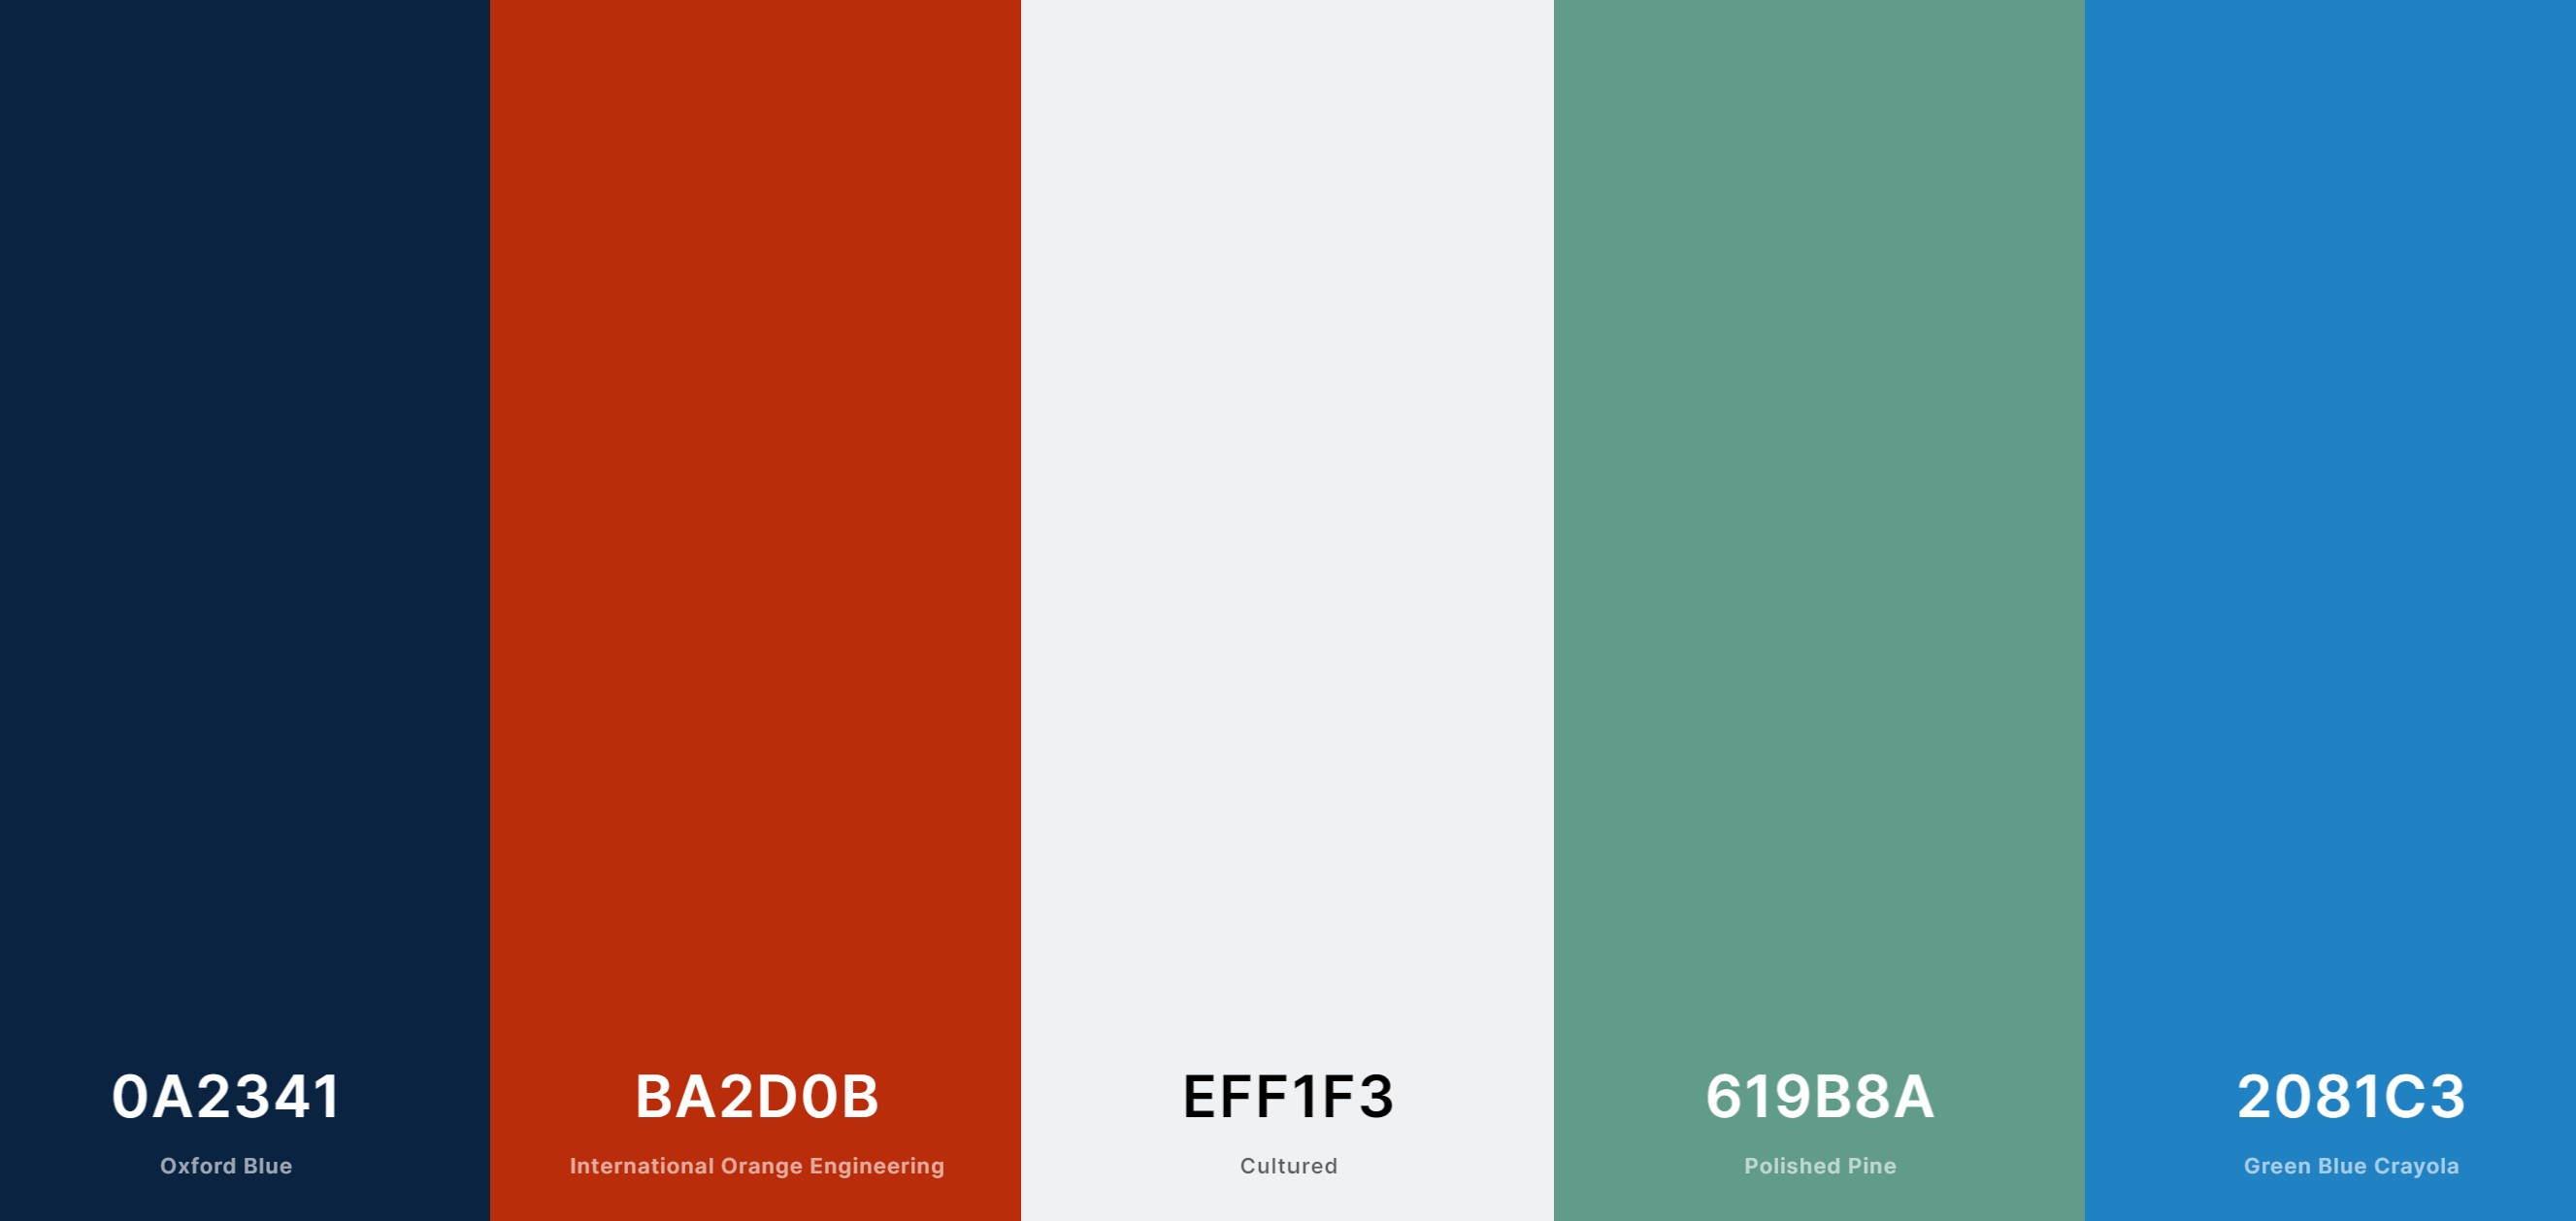 0A2341
Oxford Blue
BA2D0B
International Orange Engineering
EFF1F3
Cultured
619B8A
Polished Pine
2081C3
Green Blue Crayola